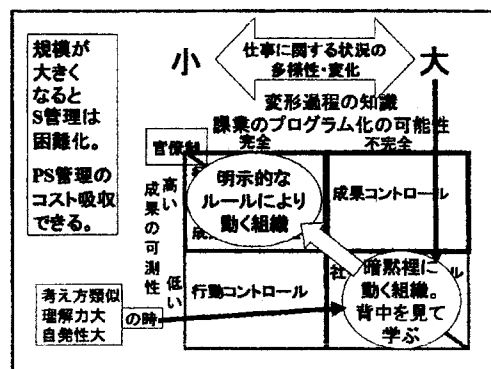 規模が
大きく
なると
S管理は
困難化。
PS管理の
コスト吸収
できる。
小
仕事に関する状況の
多様性・変化
大
変形過程の知識
課業のプログラム化の可能性
完全
不完全
官僚制
成果の可測性
高い
低い
明示的な
ルールにより
動く組織
成果コントロール
行動コントロール
暗黙裡に
動く組織。
背中を見て
学ぶ
考え方類似
理解力大
自発性大
の時